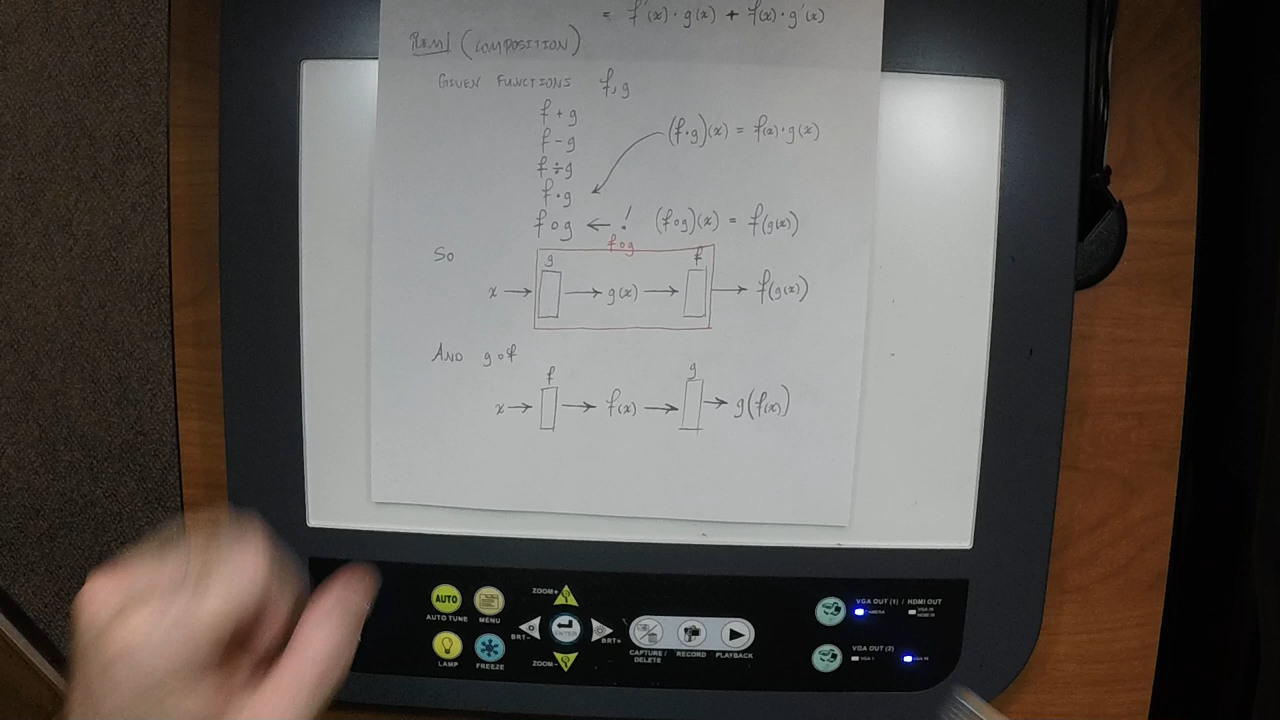 = f'(x) · g(x) + f(x) · g'(x)
REM (COMPOSITION)
GIVEN FUNCTIONS f, g
f + g
f - g
(f·g)(x) = f(x)·g(x)
f ÷ g
f · g
f ∘ g ← ! (f∘g)(x) = f(g(x))
f∘g
So
g f
x → → g(x) → → f(g(x))
AND g∘f
f g
x → → f(x) → → g(f(x))
AUTO
AUTO TUNE
MENU
ZOOM+
BRT-
ENTER
BRT+
ZOOM-
LAMP
FREEZE
CAPTURE / DELETE
RECORD
PLAYBACK
VGA OUT (1) / HDMI OUT
VGA OUT (2)